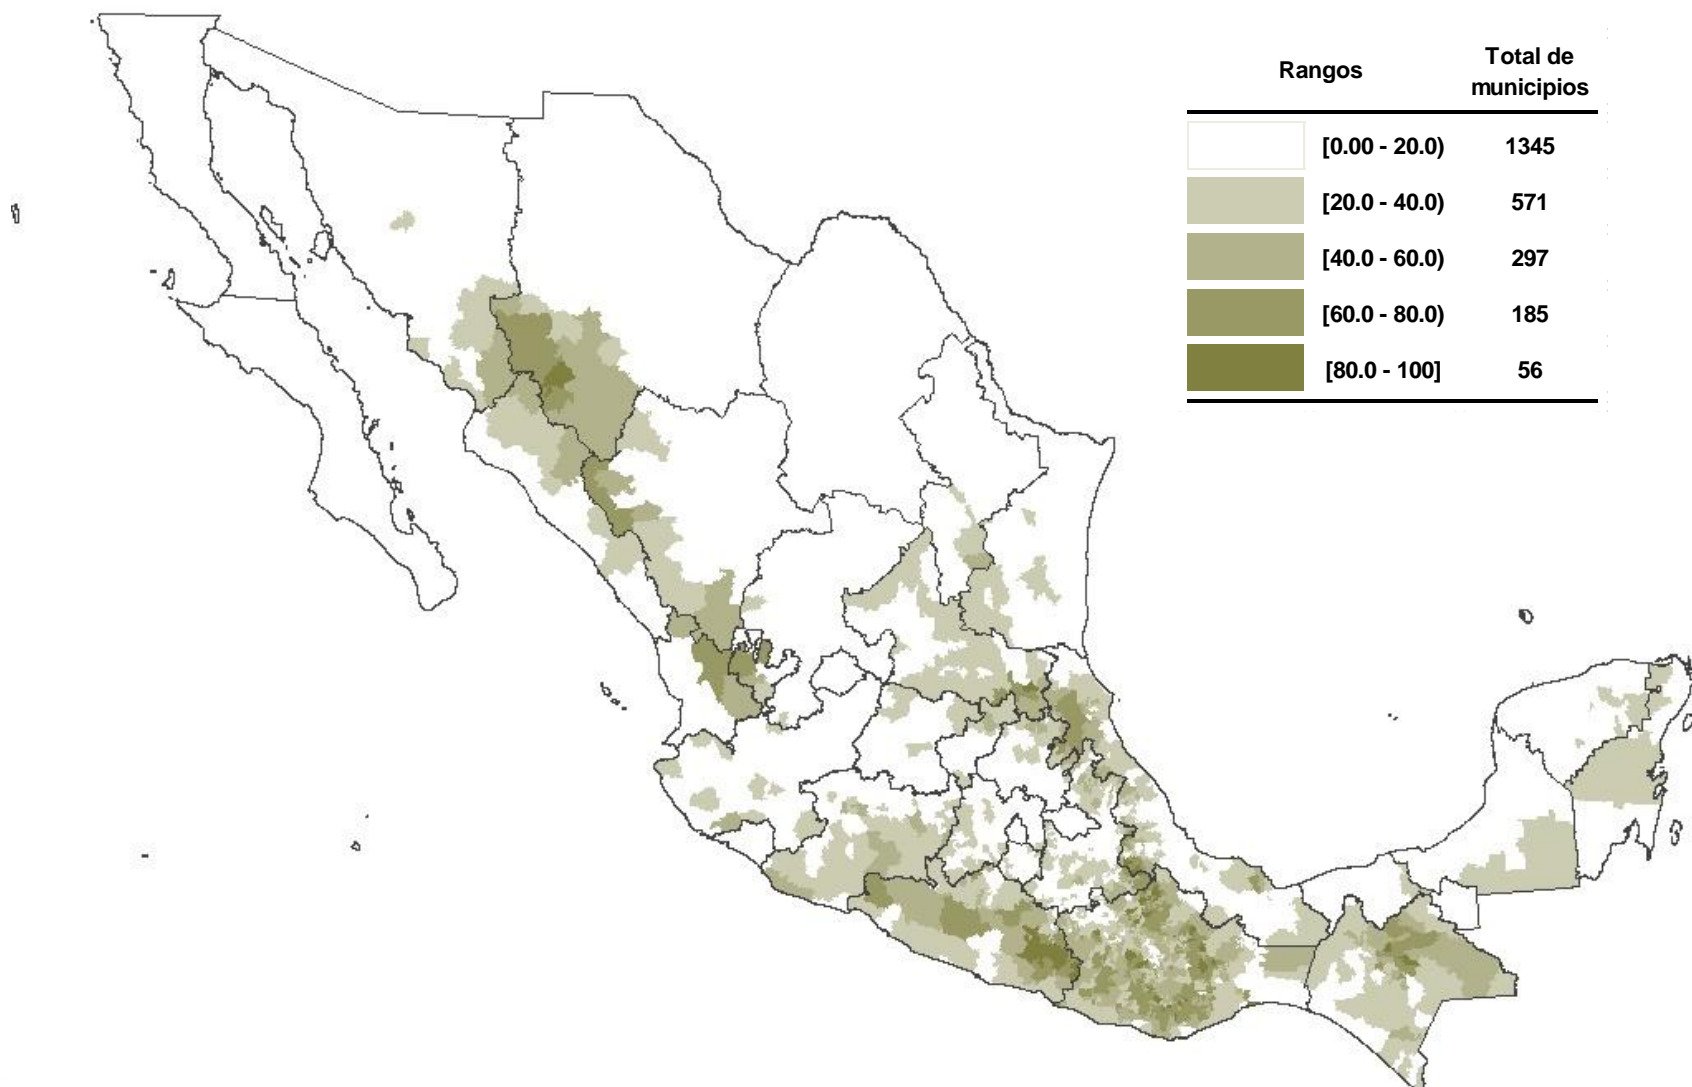 Rangos
Total de
municipios
[0.00 - 20.0) 1345
[20.0 - 40.0) 571
[40.0 - 60.0) 297
[60.0 - 80.0) 185
[80.0 - 100] 56